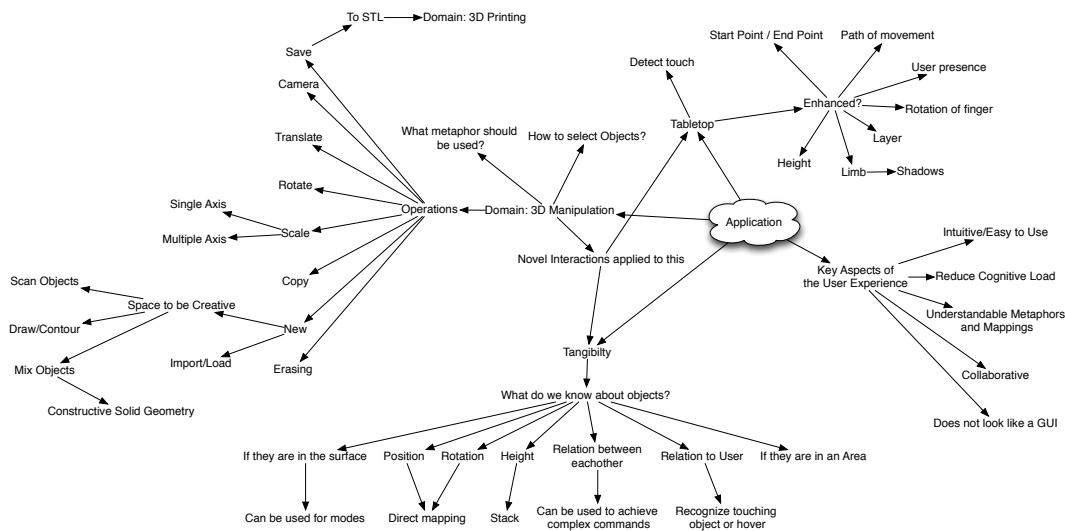 To STL
Domain: 3D Printing
Save
Camera
Translate
Rotate
Single Axis
Scale
Multiple Axis
Operations
Copy
Scan Objects
Space to be Creative
New
Draw/Contour
Import/Load
Erasing
Mix Objects
Constructive Solid Geometry
What metaphor should
be used?
How to select Objects?
Domain: 3D Manipulation
Novel Interactions applied to this
Detect touch
Tabletop
Start Point / End Point
Path of movement
User presence
Enhanced?
Rotation of finger
Layer
Height
Limb
Shadows
Application
Intuitive/Easy to Use
Key Aspects of
the User Experience
Reduce Cognitive Load
Understandable Metaphors
and Mappings
Collaborative
Does not look like a GUI
Tangibilty
What do we know about objects?
If they are in the surface
Position
Rotation
Height
Relation between
eachother
Relation to User
If they are in an Area
Can be used for modes
Direct mapping
Stack
Can be used to achieve
complex commands
Recognize touching
object or hover